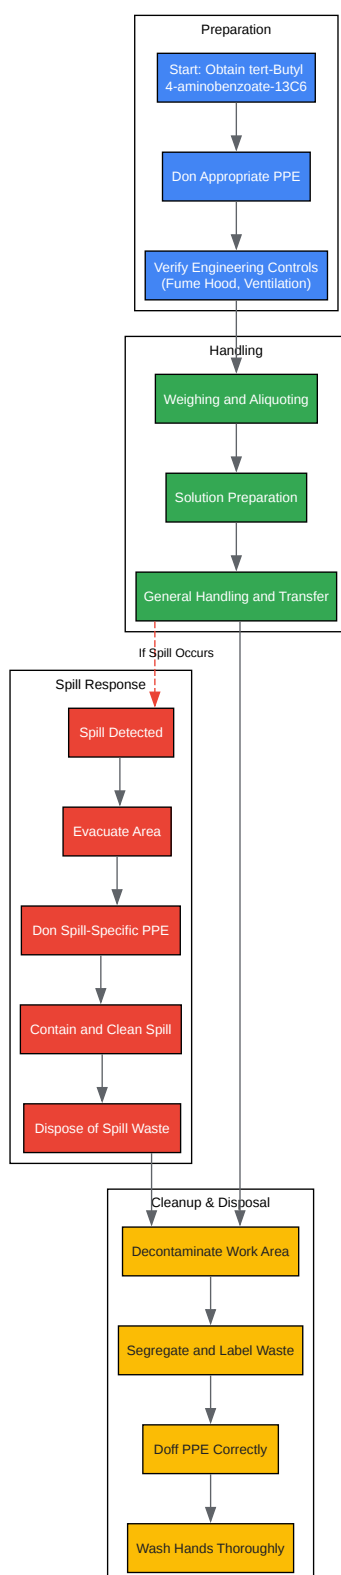 Preparation
Start: Obtain tert-Butyl
4-aminobenzoate-13C6
Don Appropriate PPE
Verify Engineering Controls
(Fume Hood, Ventilation)
Handling
Weighing and Aliquoting
Solution Preparation
General Handling and Transfer
If Spill Occurs
Spill Response
Spill Detected
Evacuate Area
Don Spill-Specific PPE
Contain and Clean Spill
Dispose of Spill Waste
Cleanup & Disposal
Decontaminate Work Area
Segregate and Label Waste
Doff PPE Correctly
Wash Hands Thoroughly